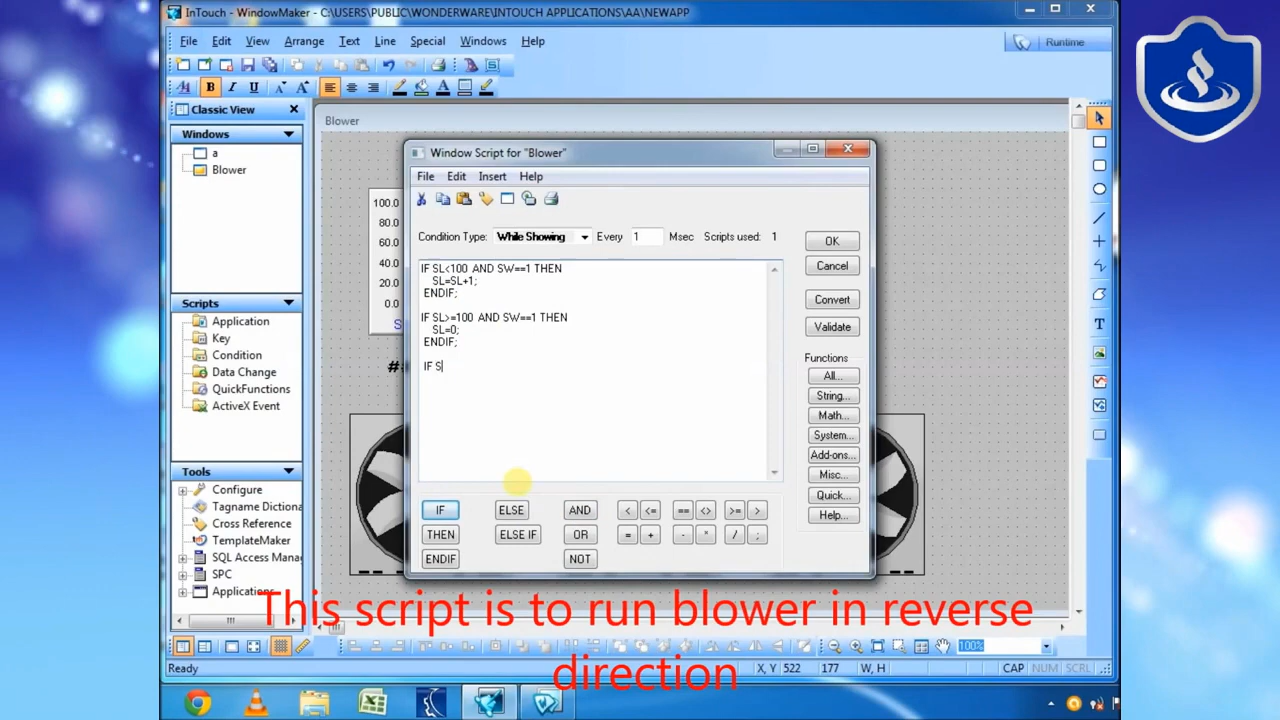 InTouch - WindowMaker - C:\USERS\PUBLIC\WONDERWARE\INTOUCH APPLICATIONS\AA\NEWAPP
File Edit View Arrange Text Line Special Windows Help
Runtime
Classic View
Windows
a
Blower
Scripts
Application
Key
Condition
Data Change
QuickFunctions
ActiveX Event
Tools
Configure
Tagname Dictiona
Cross Reference
TemplateMaker
SQL Access Mana
SPC
Application
Blower
100.0
80.0
60.0
40.0
20.0
0.0
S
Window Script for "Blower"
File Edit Insert Help
Condition Type: While Showing Every 1 Msec Scripts used: 1
IF SL<100 AND SW==1 THEN
SL=SL+1;
ENDIF;
IF SL>=100 AND SW==1 THEN
SL=0;
ENDIF;
IF S
OK
Cancel
Convert
Validate
Functions
All...
String...
Math...
System...
Add-ons...
Misc...
Quick...
Help...
IF ELSE AND < <= == <> >= >
THEN ELSE IF OR = + - * / ;
ENDIF NOT
This script is to run blower in reverse
direction
100%
Ready X, Y 522 177 W, H CAP NUM SCRL